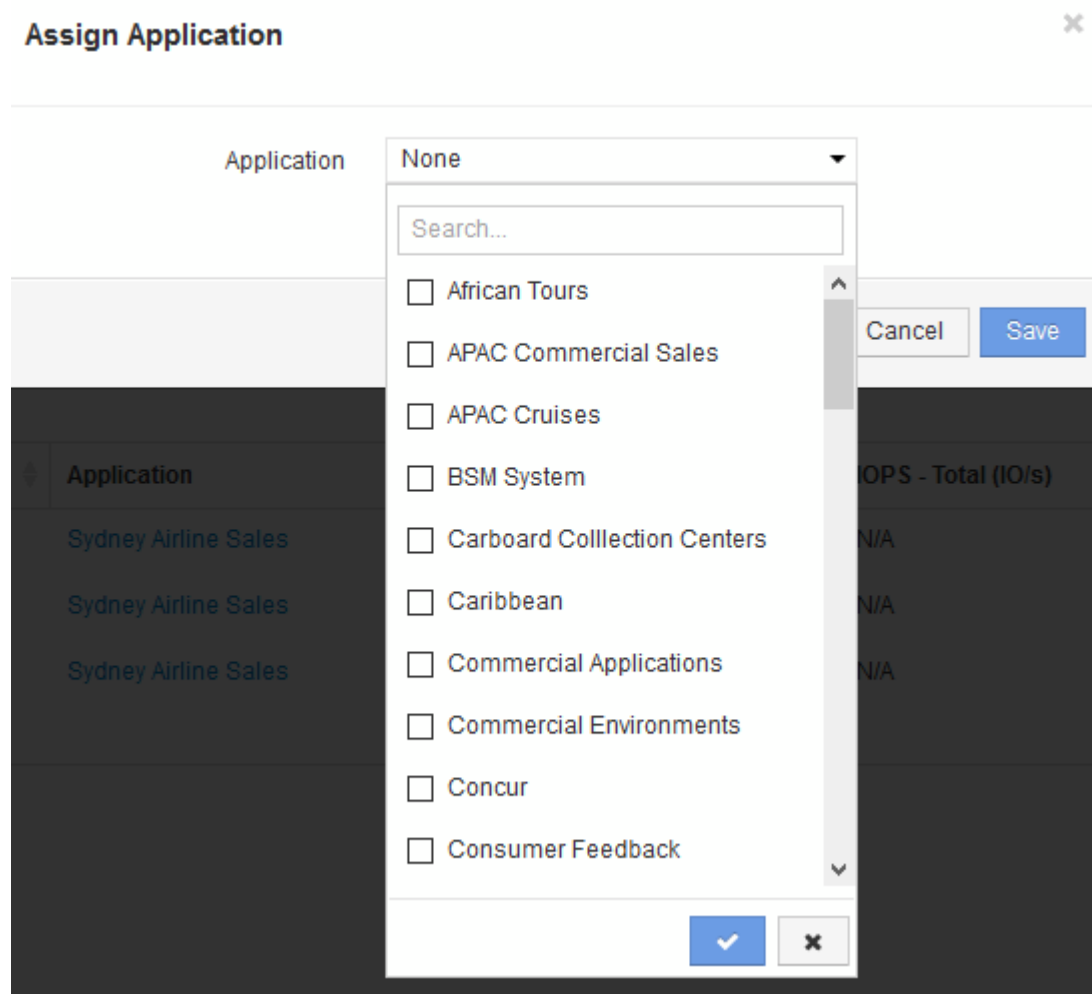 Assign Application
Application None
Search...
African Tours
APAC Commercial Sales
Cancel Save
APAC Cruises
Application IOPS - Total (IO/s)
BSM System
Sydney Airline Sales Carboard Colllection Centers N/A
Sydney Airline Sales Caribbean N/A
Sydney Airline Sales Commercial Applications N/A
Commercial Environments
Concur
Consumer Feedback